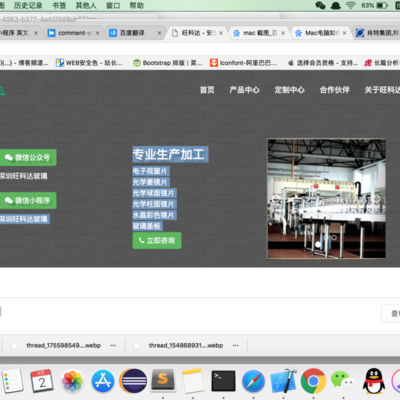 历史记录 书签 其他人 窗口 帮助 63%
小程序 英文 comment-s 百度翻译 旺科达 - 安 mac 截图_百 Mac电脑如 肖特集团,特
(...) - 博客频道... WEB安全色 - 站长... Bootstrap 排版 | 菜... Iconfont-阿里巴巴... 选择会员资格 - 支持... 长颈分析
首页 产品中心 定制中心 合作伙伴 关于旺科达
微信公众号
深圳旺科达玻璃
微信小程序
深圳旺科达玻璃
专业生产加工
电子视窗片
光学菱镜片
光学球面镜片
光学柱面镜片
水晶彩色镜片
玻璃盖板
立即咨询
thread_175598549....webp thread_154868931....webp
2